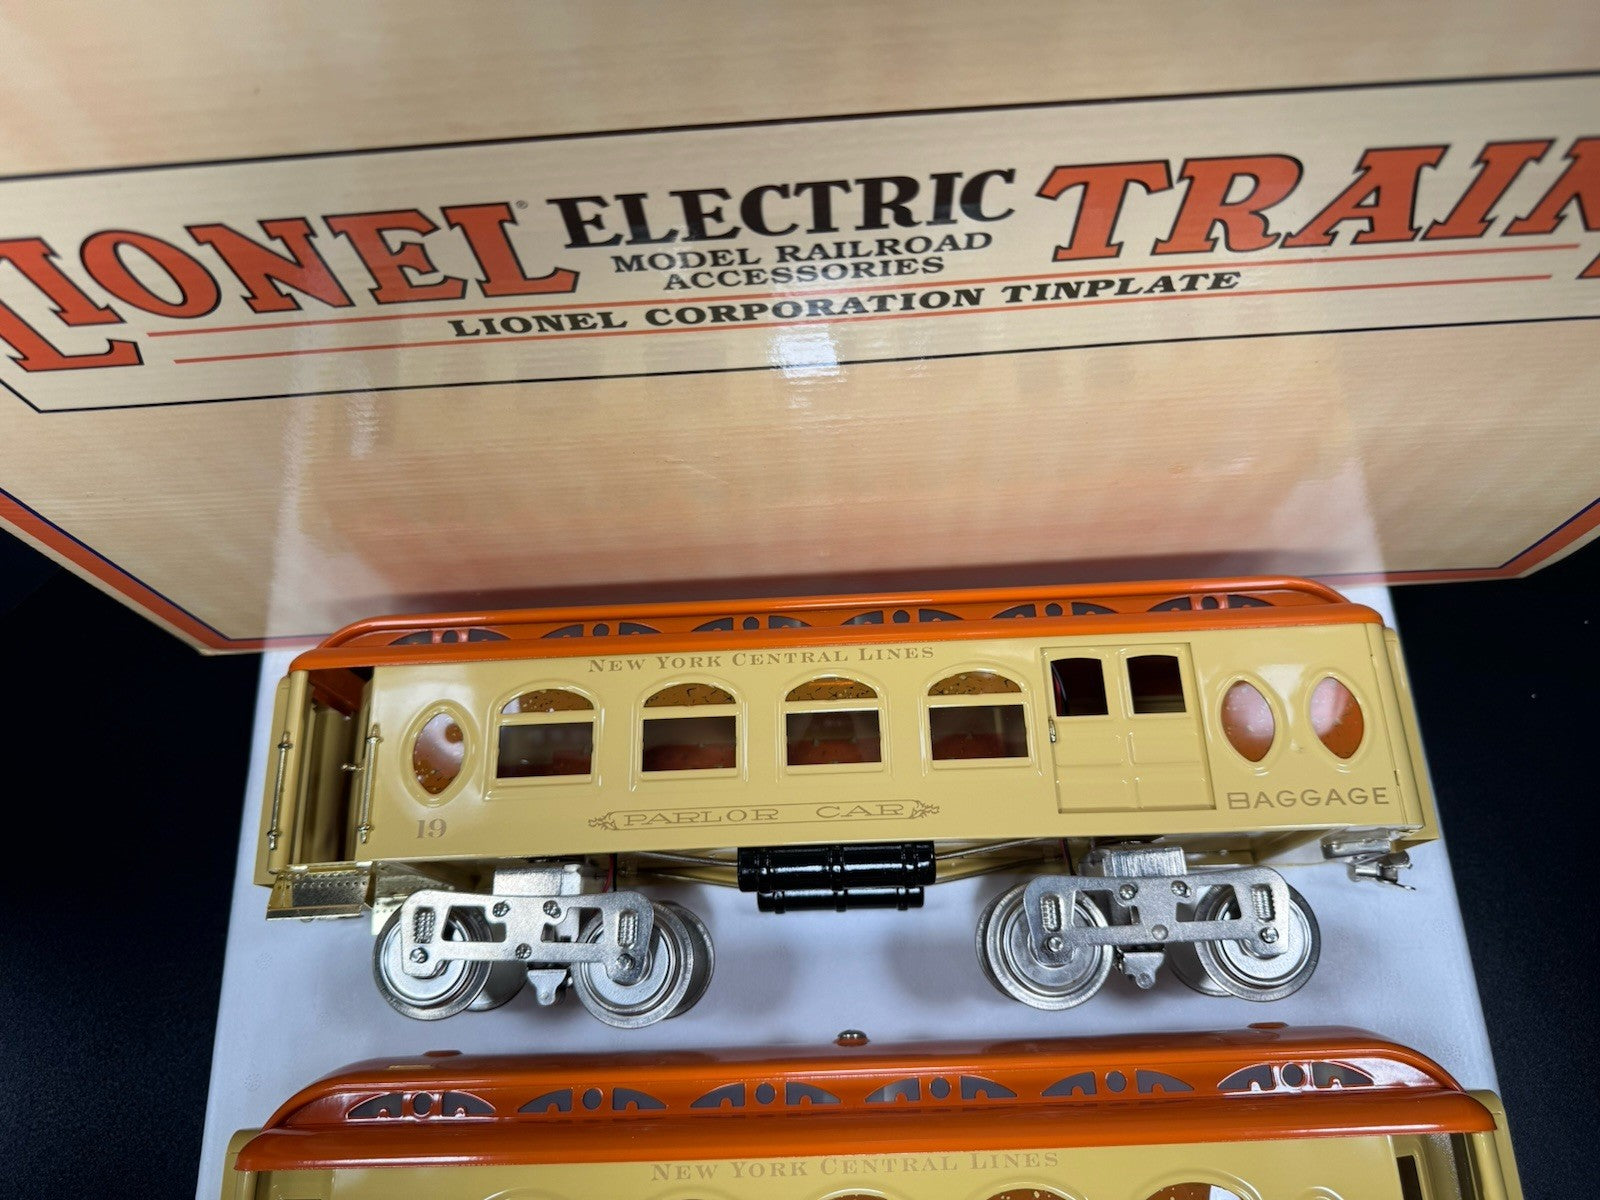 LIONEL® ELECTRIC TRAIN
MODEL RAILROAD
ACCESSORIES
LIONEL CORPORATION TINPLATE
NEW YORK CENTRAL LINES
19
PARLOR CAR
BAGGAGE
NEW YORK CENTRAL LINES